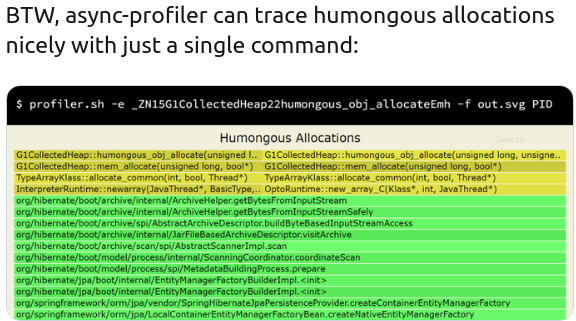 BTW, async-profiler can trace humongous allocations
nicely with just a single command:
$ profiler.sh -e _ZN15G1CollectedHeap22humongous_obj_allocateEmh -f out.svg PID
Humongous Allocations
Search
G1CollectedHeap::humongous_obj_allocate(unsigned l.. G1CollectedHeap::humongous_obj_allocate(unsigned long, unsigne..
G1CollectedHeap::mem_allocate(unsigned long, bool*) G1CollectedHeap::mem_allocate(unsigned long, bool*)
TypeArrayKlass::allocate_common(int, bool, Thread*) TypeArrayKlass::allocate_common(int, bool, Thread*)
InterpreterRuntime::newarray(JavaThread*, BasicType,.. OptoRuntime::new_array_C(Klass*, int, JavaThread*)
org/hibernate/boot/archive/internal/ArchiveHelper.getBytesFromInputStream
org/hibernate/boot/archive/internal/ArchiveHelper.getBytesFromInputStreamSafely
org/hibernate/boot/archive/spi/AbstractArchiveDescriptor.buildByteBasedInputStreamAccess
org/hibernate/boot/archive/internal/JarFileBasedArchiveDescriptor.visitArchive
org/hibernate/boot/archive/scan/spi/AbstractScannerImpl.scan
org/hibernate/boot/model/process/internal/ScanningCoordinator.coordinateScan
org/hibernate/boot/model/process/spi/MetadataBuildingProcess.prepare
org/hibernate/jpa/boot/internal/EntityManagerFactoryBuilderImpl.<init>
org/hibernate/jpa/boot/internal/EntityManagerFactoryBuilderImpl.<init>
org/springframework/orm/jpa/vendor/SpringHibernateJpaPersistenceProvider.createContainerEntityManagerFactory
org/springframework/orm/jpa/LocalContainerEntityManagerFactoryBean.createNativeEntityManagerFactory